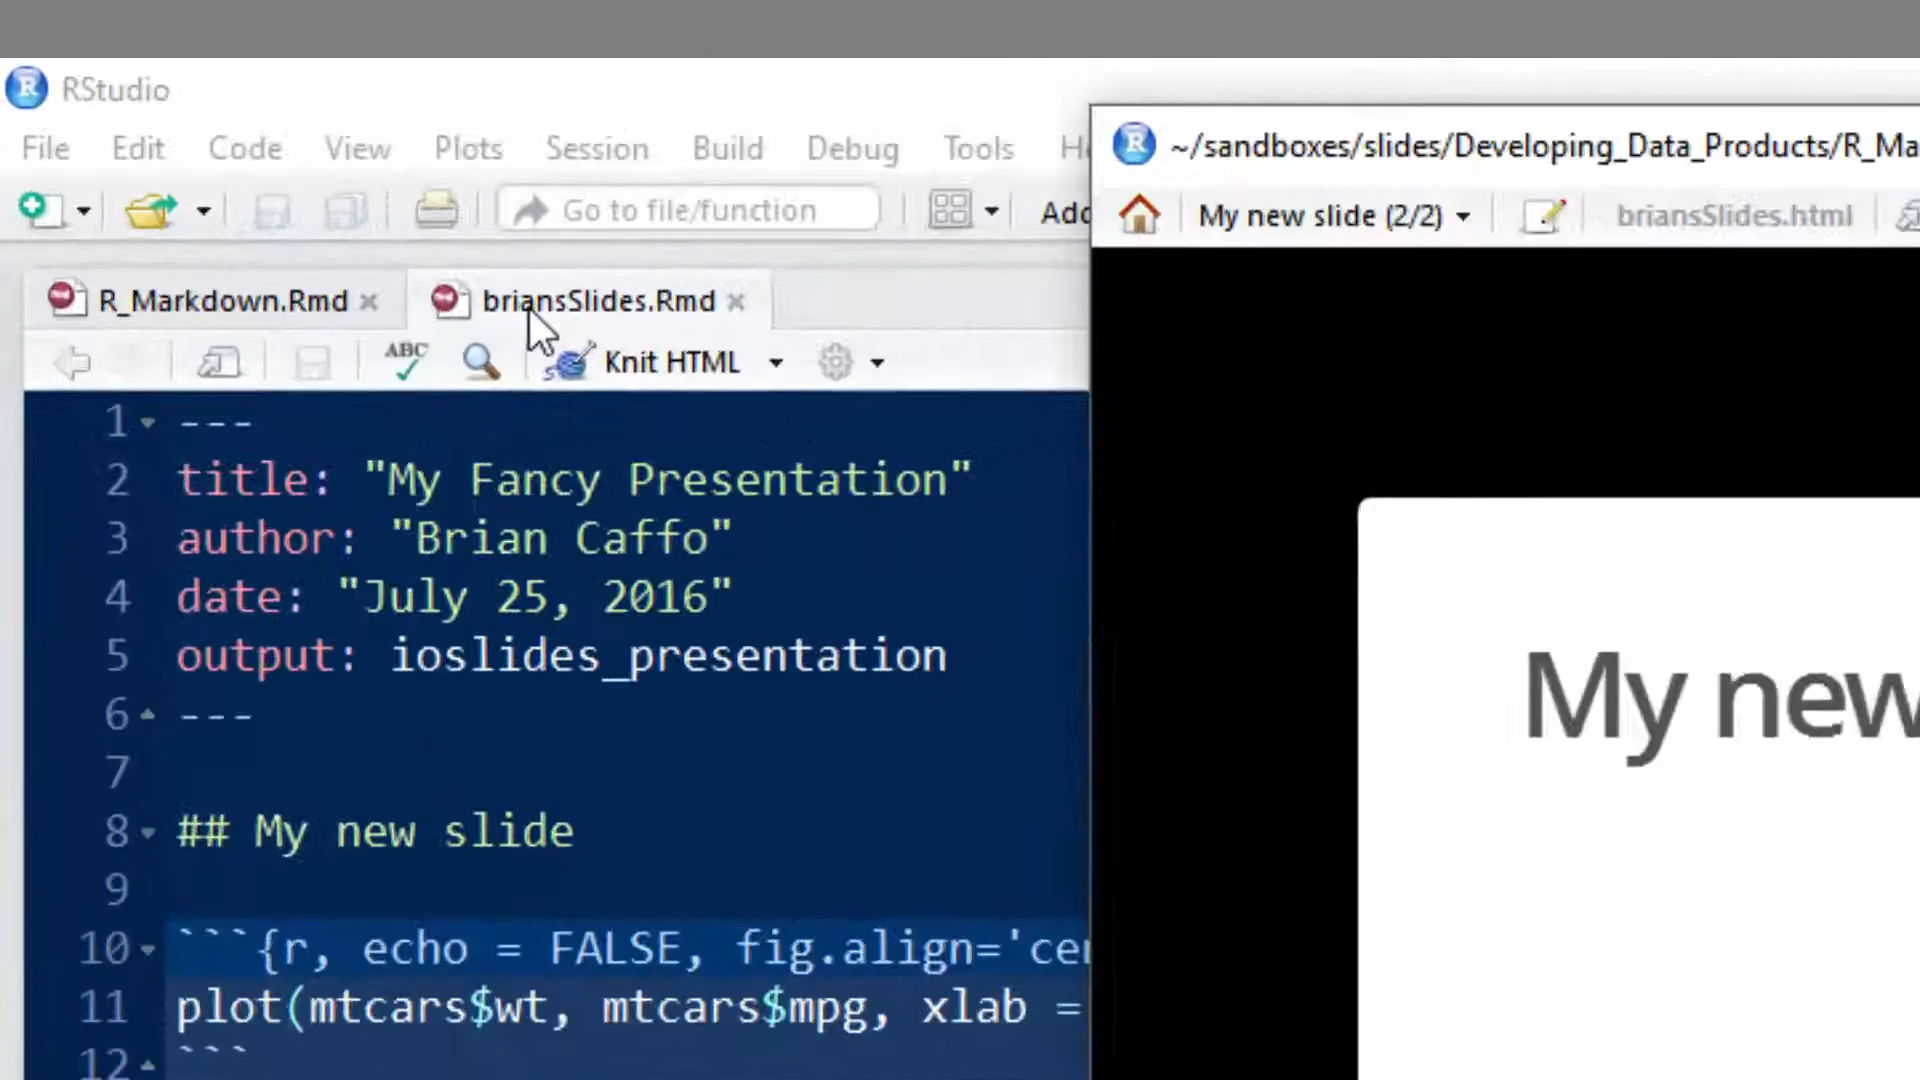 RStudio
File Edit Code View Plots Session Build Debug Tools
Go to file/function
R_Markdown.Rmd briansSlides.Rmd
ABC Knit HTML
1 ---
2 title: "My Fancy Presentation"
3 author: "Brian Caffo"
4 date: "July 25, 2016"
5 output: ioslides_presentation
6 ---
7
8 ## My new slide
9
10 ```{r, echo = FALSE, fig.align='cen
11 plot(mtcars$wt, mtcars$mpg, xlab =
12 ```
~/sandboxes/slides/Developing_Data_Products/R_Ma
My new slide (2/2) briansSlides.html
My new